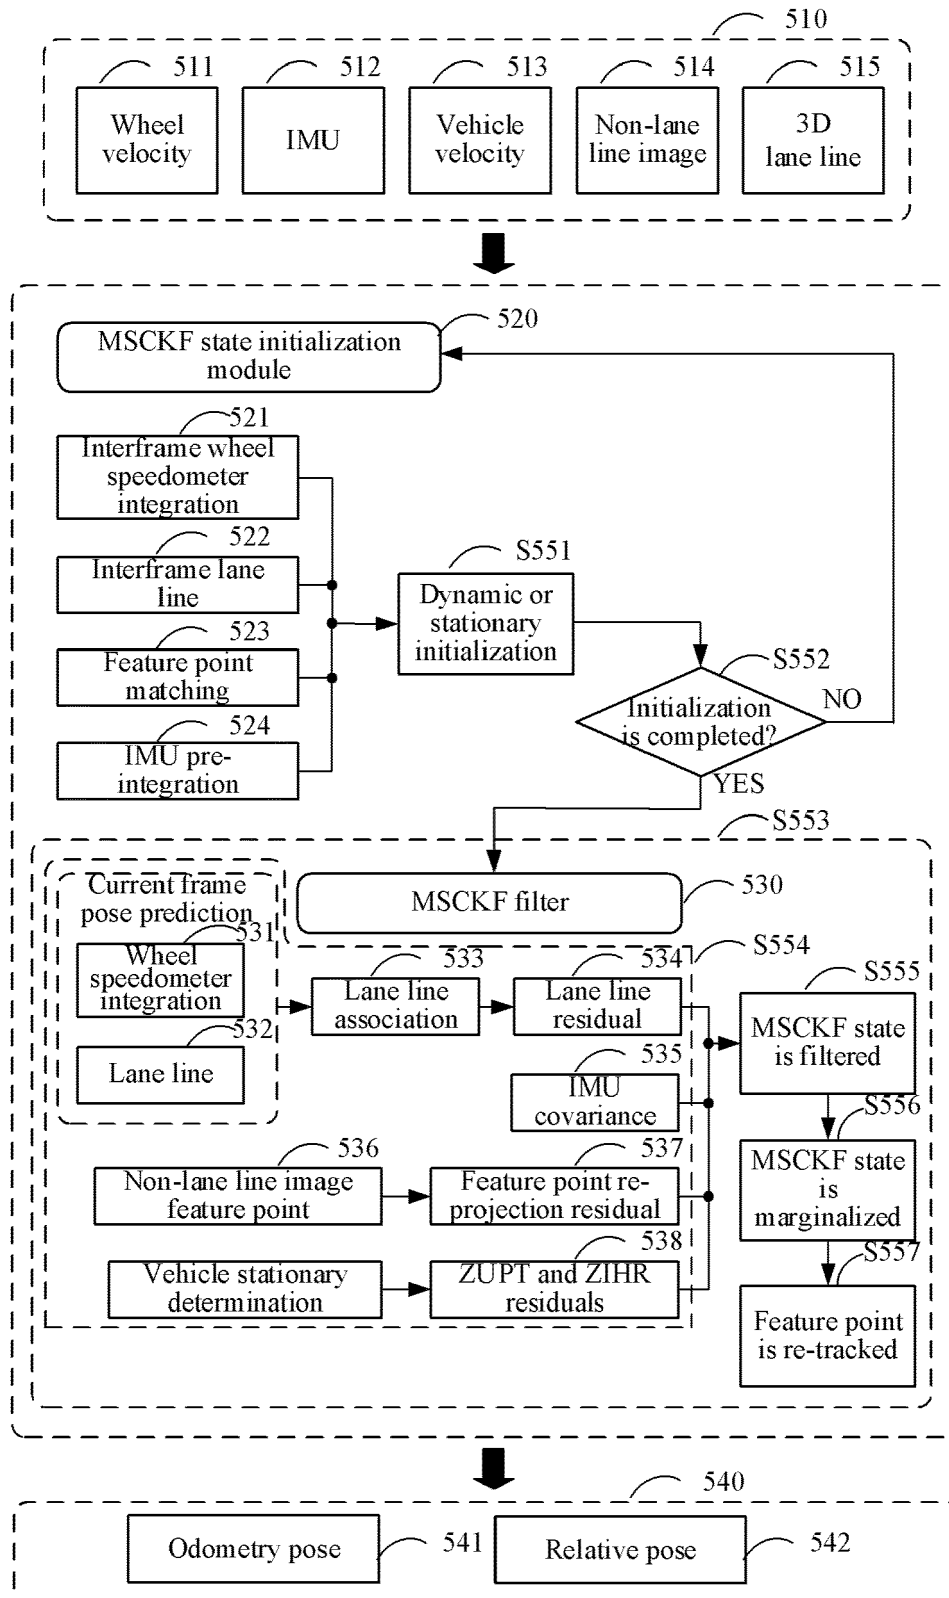 510
511
512
513
514
515
Wheel
velocity
IMU
Vehicle
velocity
Non-lane
line image
3D
lane line
520
MSCKF state initialization
module
521
Interframe wheel
speedometer
integration
522
Interframe lane
line
523
Feature point
matching
524
IMU pre-
integration
S551
Dynamic or
stationary
initialization
S552
Initialization
is completed?
NO
YES
S553
530
MSCKF filter
Current frame
pose prediction
531
Wheel
speedometer
integration
532
Lane line
533
Lane line
association
534
Lane line
residual
S554
535
IMU
covariance
536
Non-lane line image
feature point
537
Feature point re-
projection residual
Vehicle stationary
determination
538
ZUPT and ZIHR
residuals
S555
MSCKF state
is filtered
S556
MSCKF state
is
marginalized
S557
Feature point
is re-tracked
540
Odometry pose
541
Relative pose
542